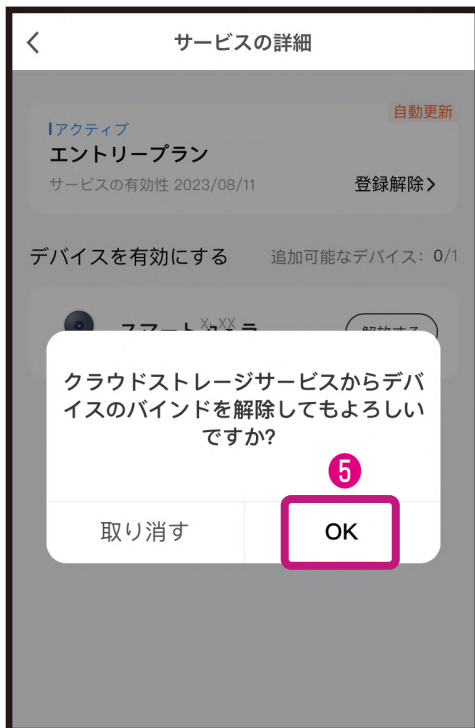 サービスの詳細
自動更新
アクティブ
エントリープラン
サービスの有効性 2023/08/11
登録解除
デバイスを有効にする
追加可能なデバイス: 0/1
クラウドストレージサービスからデバ
イスのバインドを解除してもよろしい
ですか?
5
取り消す
OK